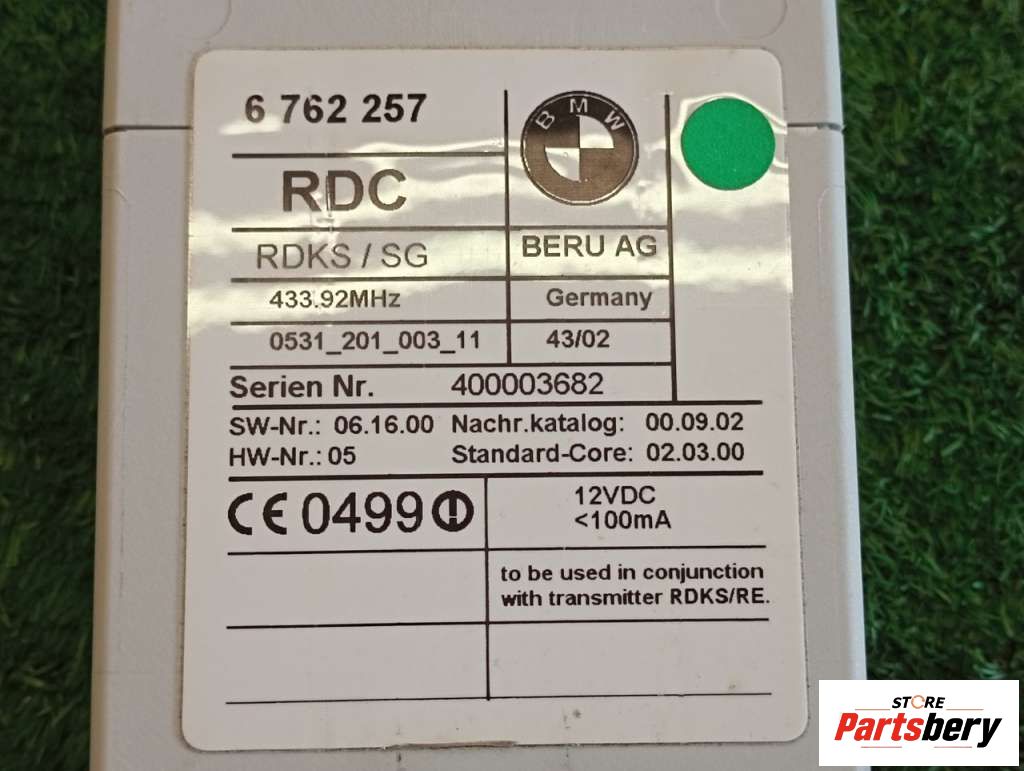 6 762 257
BMW
RDC
RDKS / SG
BERU AG
433.92MHz
Germany
0531_201_003_11
43/02
Serien Nr. 400003682
SW-Nr.: 06.16.00 Nachr.katalog: 00.09.02
HW-Nr.: 05 Standard-Core: 02.03.00
CE 0499
12VDC
<100mA
to be used in conjunction
with transmitter RDKS/RE.
STORE
Partsbery